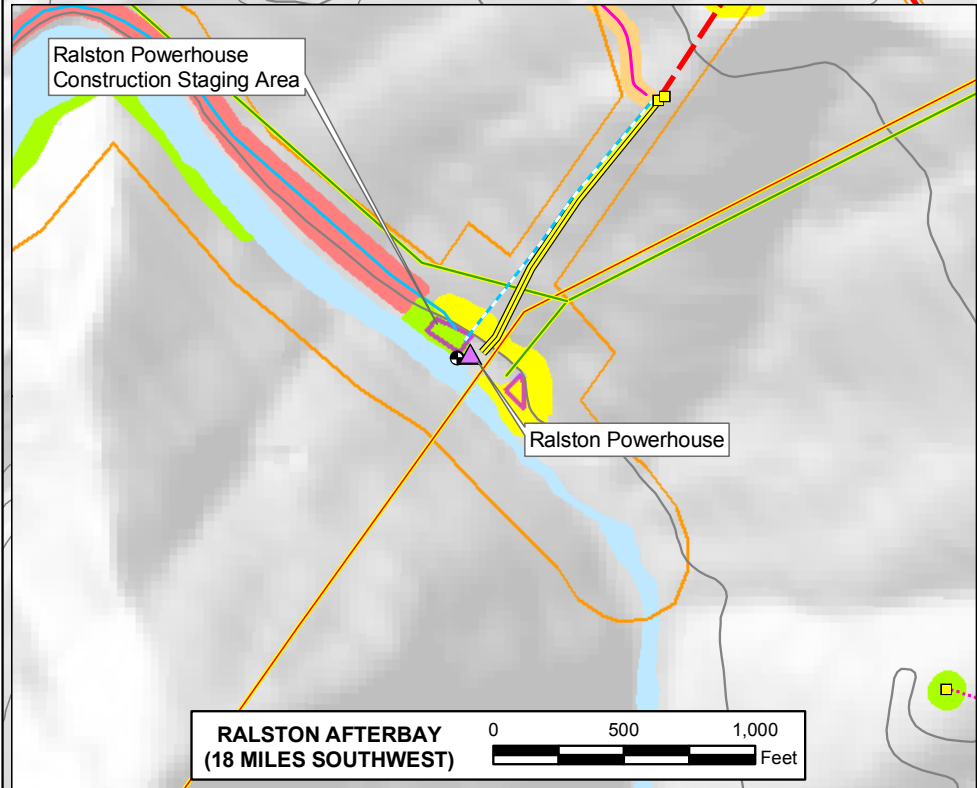 Ralston Powerhouse
Construction Staging Area
Ralston Powerhouse
RALSTON AFTERBAY
(18 MILES SOUTHWEST)
0 500 1,000
Feet